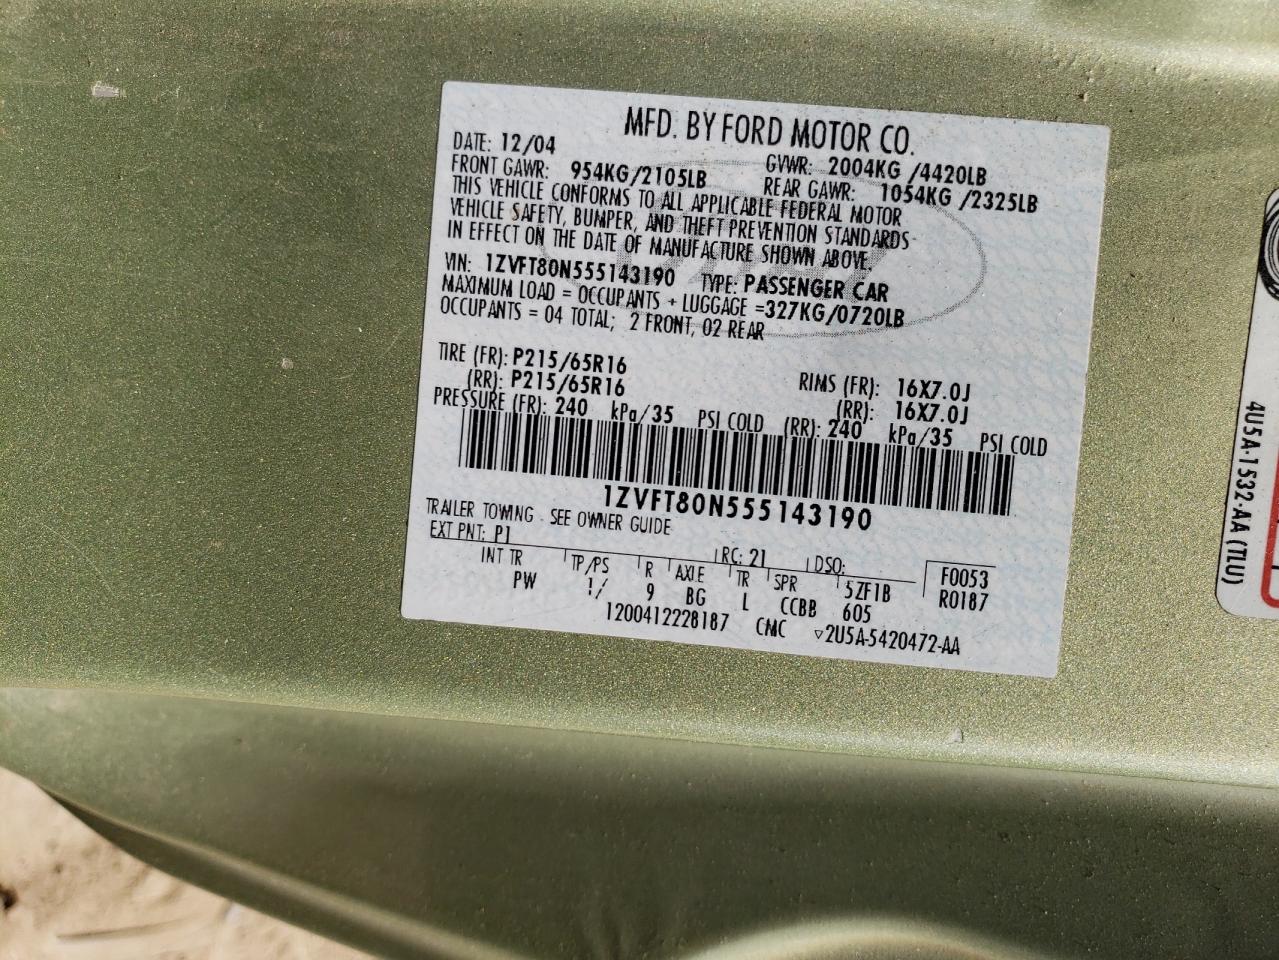 MFD. BY FORD MOTOR CO.
DATE: 12/04 GVWR: 2004KG /4420LB
FRONT GAWR: 954KG/2105LB REAR GAWR: 1054KG /2325LB
THIS VEHICLE CONFORMS TO ALL APPLICABLE FEDERAL MOTOR
VEHICLE SAFETY, BUMPER, AND THEFT PREVENTION STANDARDS
IN EFFECT ON THE DATE OF MANUFACTURE SHOWN ABOVE.
VIN: 1ZVFT80N555143190 TYPE: PASSENGER CAR
MAXIMUM LOAD = OCCUPANTS + LUGGAGE =327KG/0720LB
OCCUPANTS = 04 TOTAL; 2 FRONT, 02 REAR
TIRE (FR): P215/65R16 RIMS (FR): 16X7.0J
(RR): P215/65R16 (RR): 16X7.0J
PRESSURE (FR): 240 kPa/35 PSI COLD (RR): 240 kPa/35 PSI COLD
1ZVFT80N555143190
TRAILER TOWING - SEE OWNER GUIDE
EXT PNT: P1 RC: 21 DSO: F0053
INT TR TP/PS R AXLE TR SPR 5ZF1B R0187
PW 1/ 9 BG L CCBB 605
1200412228187 CMC ▽2U5A-5420472-AA
4U5A-1532-AA (TLU)